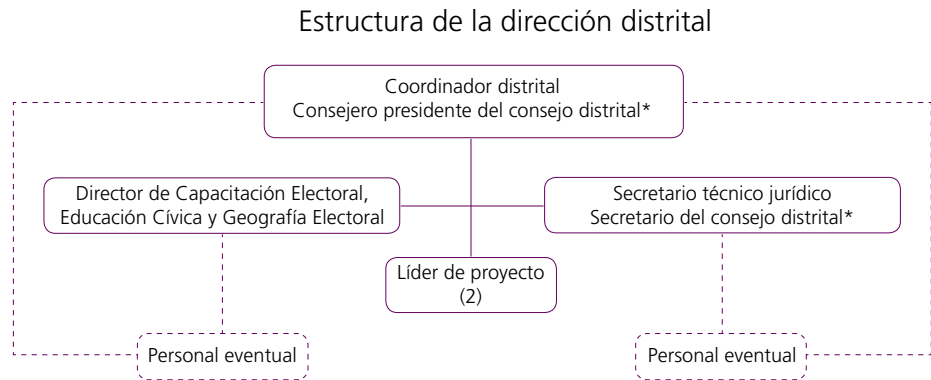 Estructura de la dirección distrital
Coordinador distrital
Consejero presidente del consejo distrital*
Director de Capacitación Electoral,
Educación Cívica y Geografía Electoral
Secretario técnico jurídico
Secretario del consejo distrital*
Líder de proyecto
(2)
Personal eventual
Personal eventual